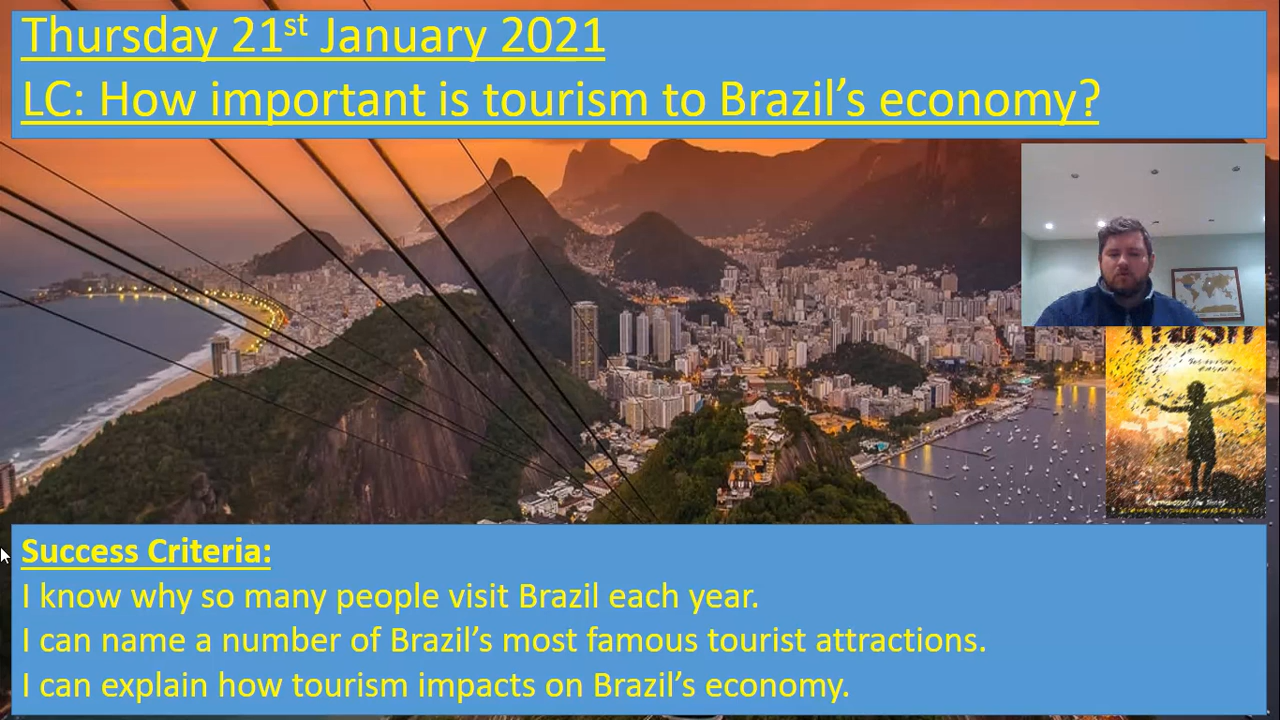 Thursday 21st January 2021
LC: How important is tourism to Brazil's economy?
Success Criteria:
I know why so many people visit Brazil each year.
I can name a number of Brazil's most famous tourist attractions.
I can explain how tourism impacts on Brazil's economy.